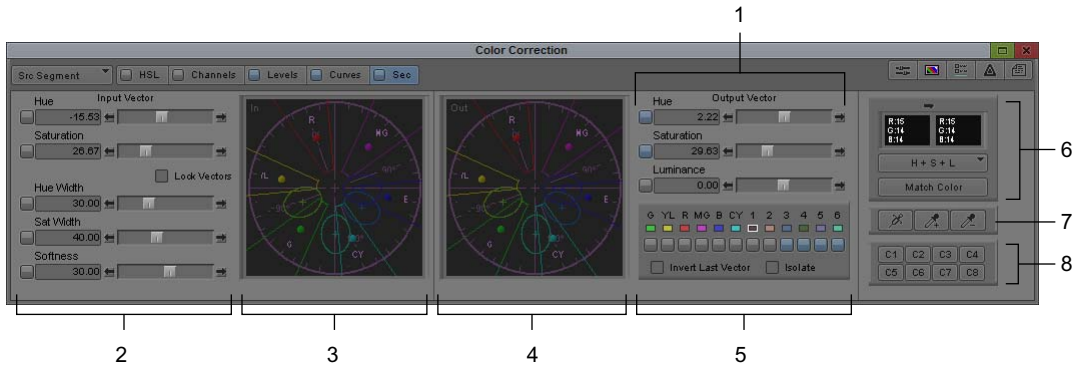 1
Color Correction
Src Segment HSL Channels Levels Curves Sec
Input Vector
Hue
-15.53
Saturation
26.67
Lock Vectors
Hue Width
30.00
Sat Width
40.00
Softness
30.00
In
R
MG
90°
/L
E
-90°
G
CY
Out
R
MG
90°
/L
E
-90°
G
CY
Output Vector
Hue
2.22
Saturation
29.63
Luminance
0.00
G YL R MG B CY 1 2 3 4 5 6
Invert Last Vector Isolate
R:15 R:15
G:14 G:14
B:14 B:14
H + S + L
Match Color
C1 C2 C3 C4
C5 C6 C7 C8
6
7
8
2 3 4 5